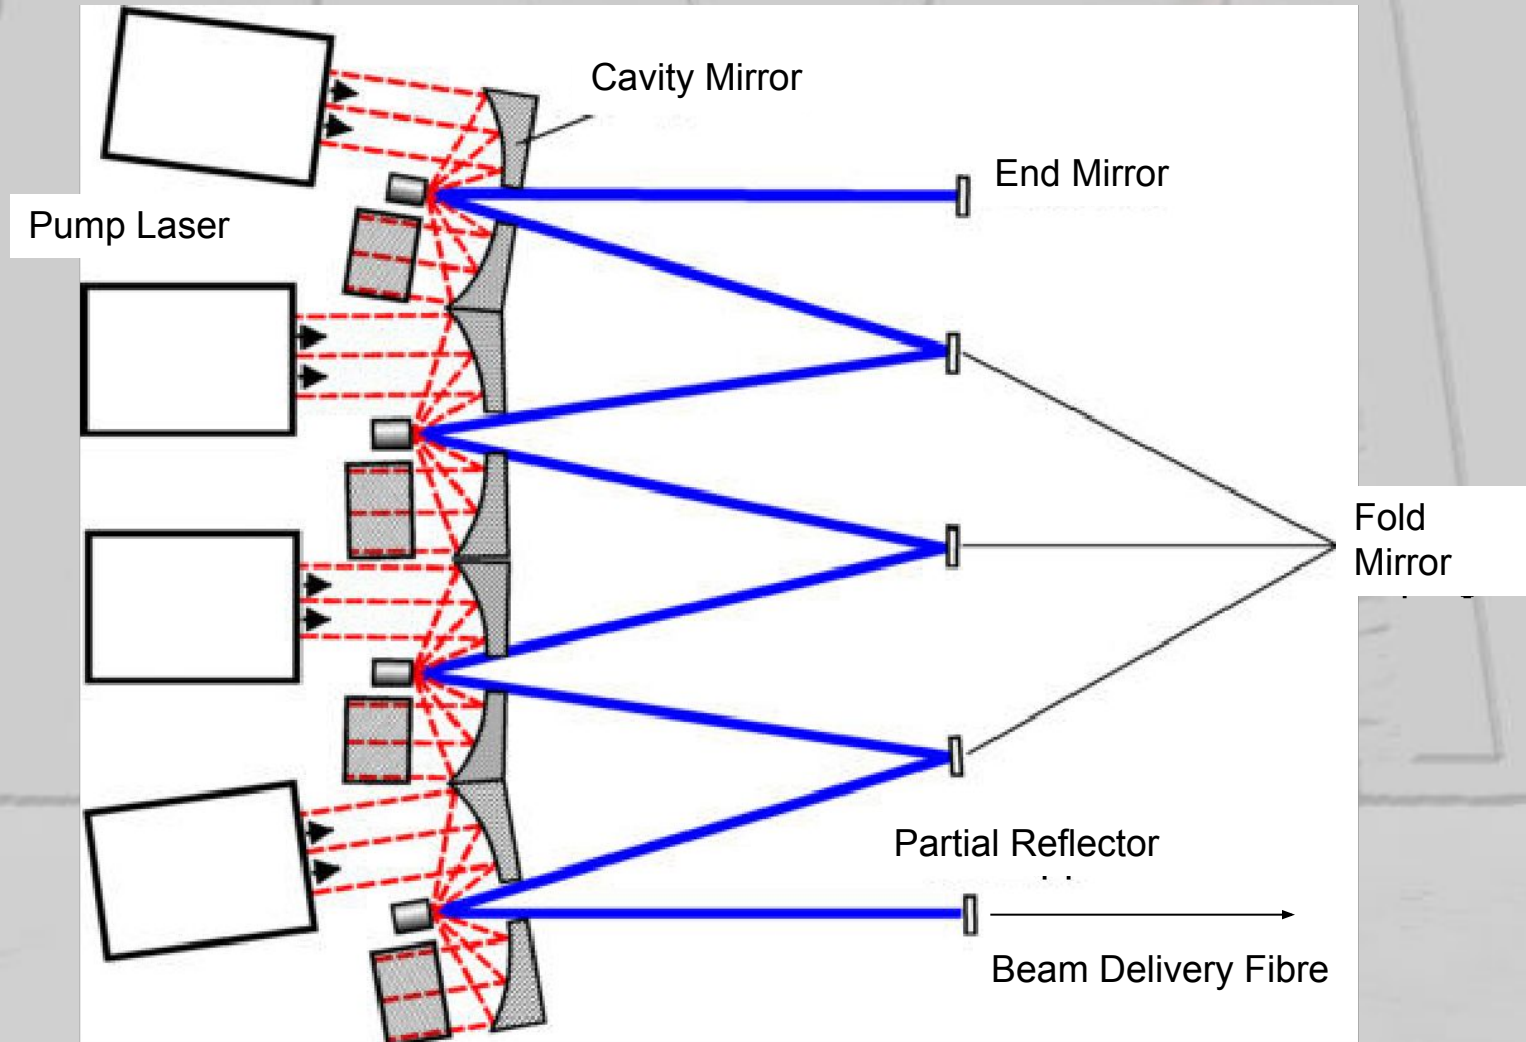 Cavity Mirror
End Mirror
Pump Laser
Fold
Mirror
Partial Reflector
Beam Delivery Fibre